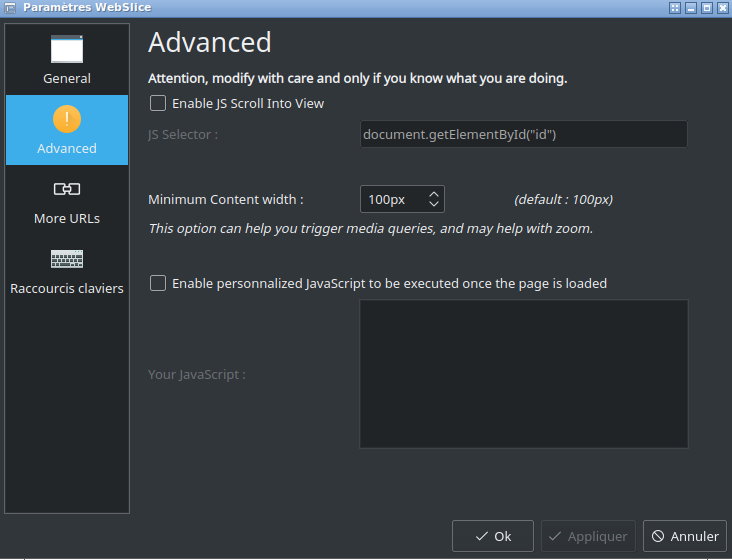 Paramètres WebSlice
General
Advanced
More URLs
Raccourcis claviers
Advanced
Attention, modify with care and only if you know what you are doing.
Enable JS Scroll Into View
JS Selector :
document.getElementById("id")
Minimum Content width :
100px
(default : 100px)
This option can help you trigger media queries, and may help with zoom.
Enable personnalized JavaScript to be executed once the page is loaded
Your JavaScript :
Ok
Appliquer
Annuler